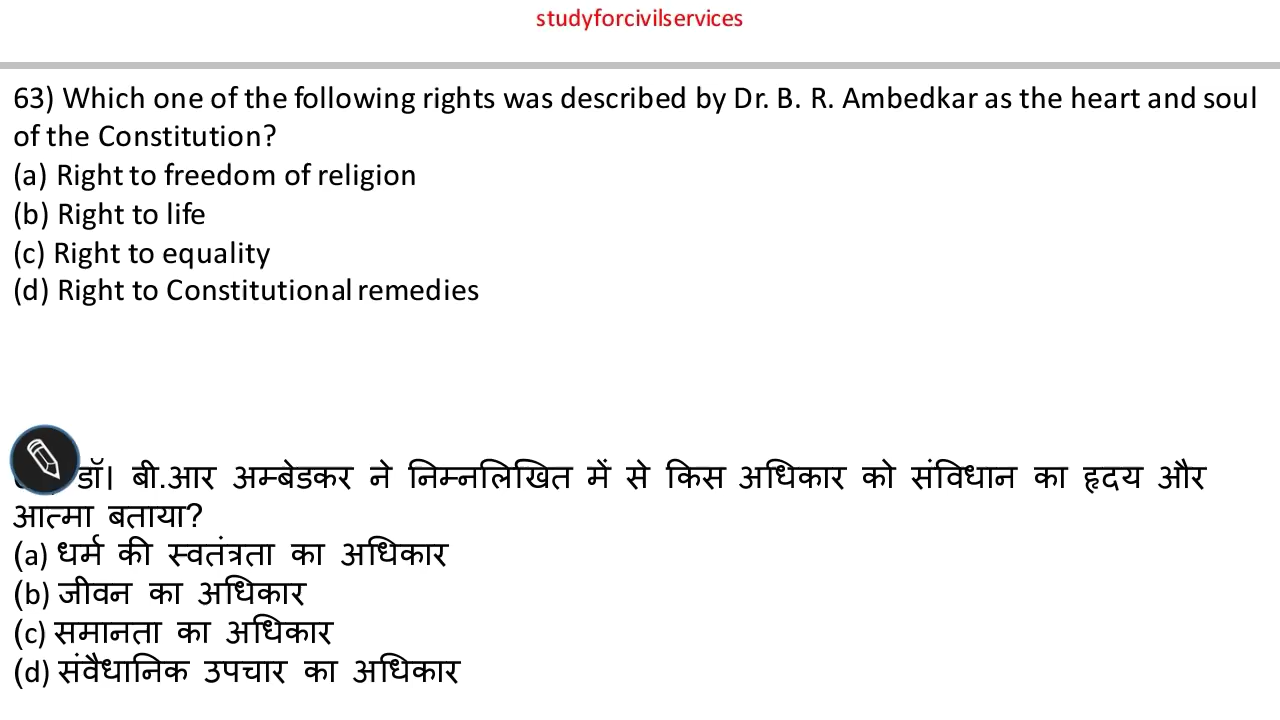 studyforcivilservices
63) Which one of the following rights was described by Dr. B. R. Ambedkar as the heart and soul
of the Constitution?
(a) Right to freedom of religion
(b) Right to life
(c) Right to equality
(d) Right to Constitutional remedies
डॉ। बी.आर अम्बेडकर ने निम्नलिखित में से किस अधिकार को संविधान का हृदय और
आत्मा बताया?
(a) धर्म की स्वतंत्रता का अधिकार
(b) जीवन का अधिकार
(c) समानता का अधिकार
(d) संवैधानिक उपचार का अधिकार